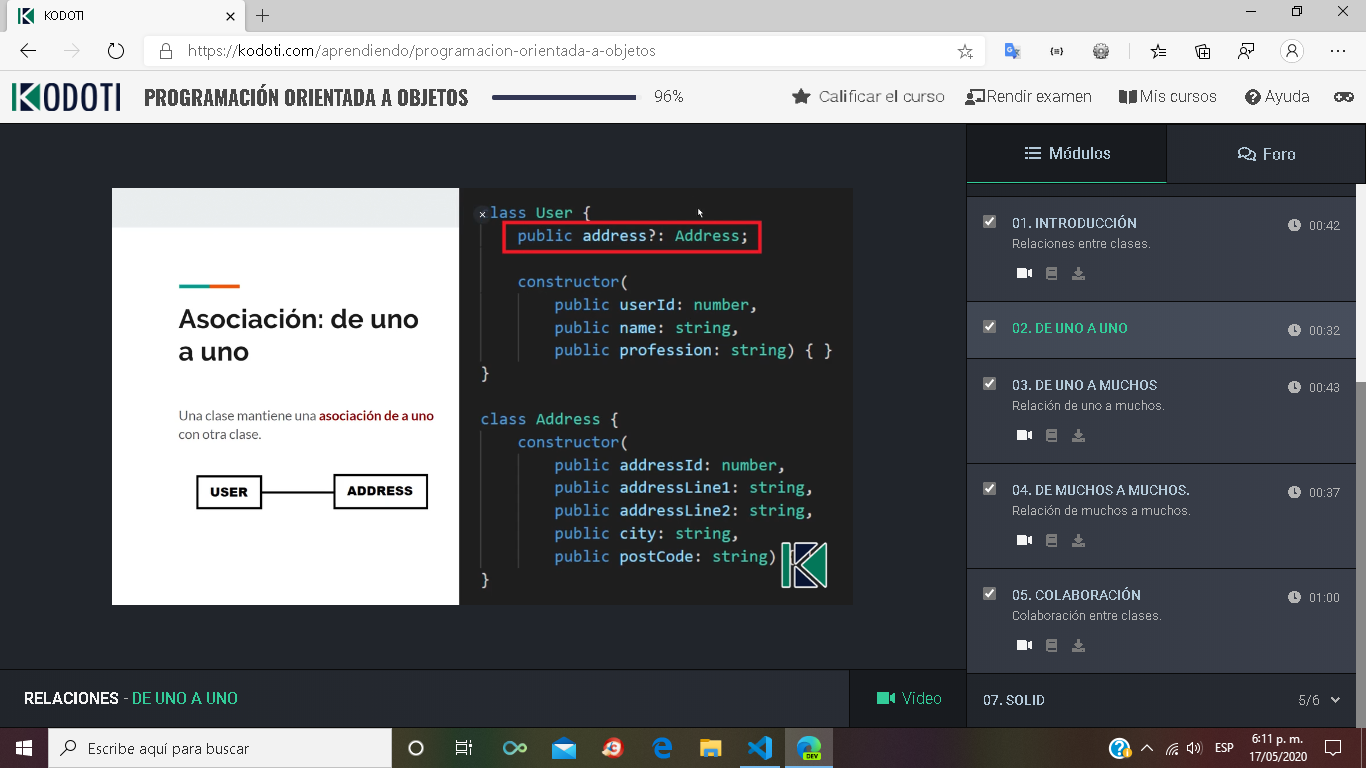 KODOTI
https://kodoti.com/aprendiendo/programacion-orientada-a-objetos
KODOTI
PROGRAMACIÓN ORIENTADA A OBJETOS
96%
Calificar el curso
Rendir examen
Mis cursos
Ayuda
Asociación: de uno
a uno
Una clase mantiene una asociación de a uno
con otra clase.
USER
ADDRESS
lass User {
public address?: Address;
constructor(
public userId: number,
public name: string,
public profession: string) { }
}
class Address {
constructor(
public addressId: number,
public addressLine1: string,
public addressLine2: string,
public city: string,
public postCode: string)
}
Módulos
Foro
01. INTRODUCCIÓN
00:42
Relaciones entre clases.
02. DE UNO A UNO
00:32
03. DE UNO A MUCHOS
00:43
Relación de uno a muchos.
04. DE MUCHOS A MUCHOS.
00:37
Relación de muchos a muchos.
05. COLABORACIÓN
01:00
Colaboración entre clases.
07. SOLID
5/6
RELACIONES - DE UNO A UNO
Video
Escribe aquí para buscar
DEV
ESP
6:11 p. m.
17/05/2020